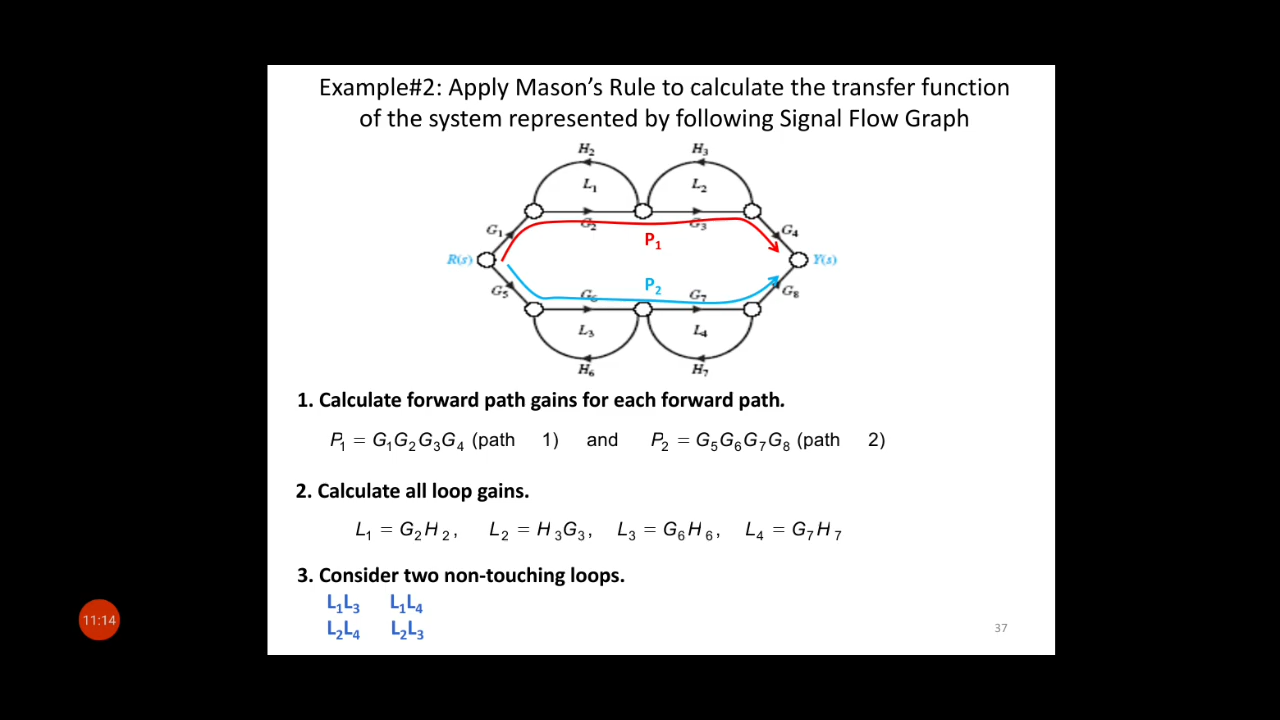 Example#2: Apply Mason’s Rule to calculate the transfer function
of the system represented by following Signal Flow Graph
H₂ H₃
L₁ L₂
G₂ G₃
G₁ G₄
P₁
R(s) Y(s)
P₂
G₅ G₆ G₇ G₈
L₃ L₄
H₆ H₇
1. Calculate forward path gains for each forward path.
P₁ = G₁G₂G₃G₄ (path 1) and P₂ = G₅G₆G₇G₈ (path 2)
2. Calculate all loop gains.
L₁ = G₂H₂, L₂ = H₃G₃, L₃ = G₆H₆, L₄ = G₇H₇
3. Consider two non-touching loops.
L₁L₃ L₁L₄
L₂L₄ L₂L₃
11:14
37